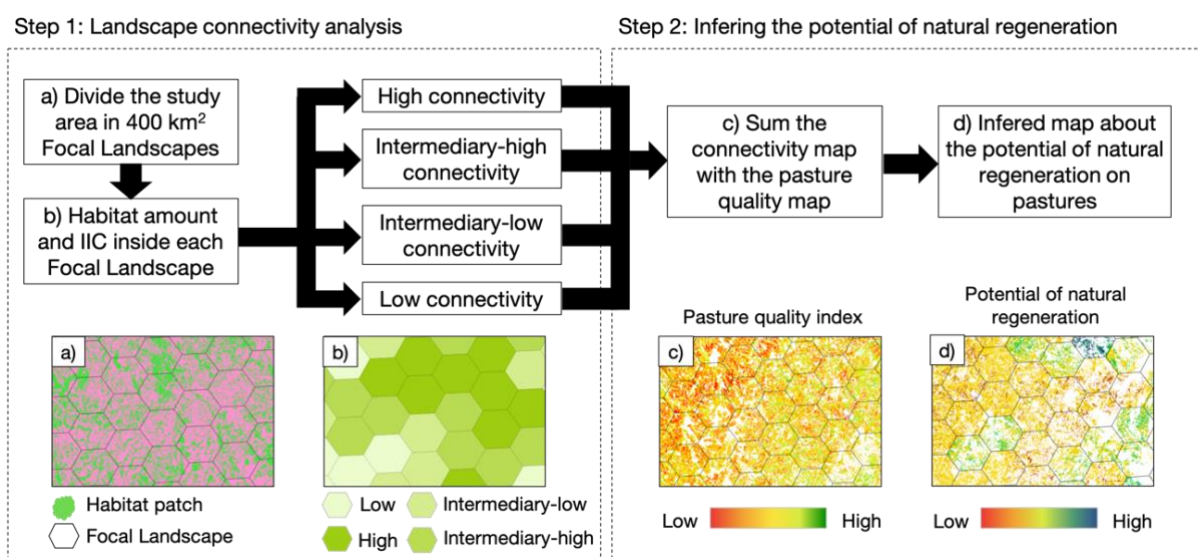 Step 1: Landscape connectivity analysis
Step 2: Infering the potential of natural regeneration
a) Divide the study
area in 400 km²
Focal Landscapes
b) Habitat amount
and IIC inside each
Focal Landscape
High connectivity
Intermediary-high
connectivity
Intermediary-low
connectivity
Low connectivity
c) Sum the
connectivity map
with the pasture
quality map
d) Infered map about
the potential of natural
regeneration on
pastures
a)
Habitat patch
Focal Landscape
b)
Low
Intermediary-low
High
Intermediary-high
Pasture quality index
c)
Low
High
Potential of natural
regeneration
d)
Low
High